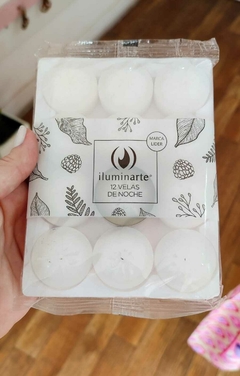 MARCA
LIDER
iluminarte
12 VELAS
DE NOCHE